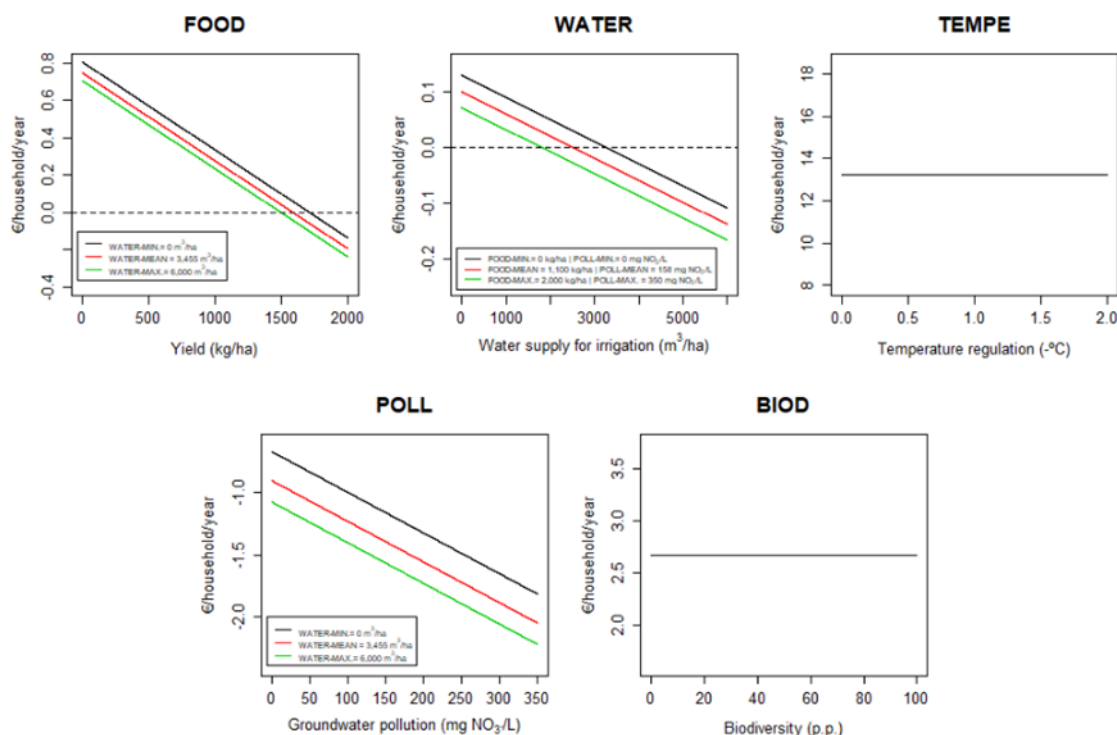 FOOD
€/household/year
0.8
0.6
0.4
0.2
0.0
-0.4
WATER-MIN.= 0 m³/ha
WATER-MEAN = 3,455 m³/ha
WATER-MAX.= 6,000 m³/ha
0 500 1000 1500 2000
Yield (kg/ha)
WATER
€/household/year
0.1
0.0
-0.1
-0.2
FOOD-MIN.= 0 kg/ha | POLL-MIN.= 0 mg NO₃/L
FOOD-MEAN = 1,100 kg/ha | POLL-MEAN = 158 mg NO₃/L
FOOD-MAX.= 2,000 kg/ha | POLL-MAX. = 350 mg NO₃/L
0 1000 3000 5000
Water supply for irrigation (m³/ha)
TEMPE
€/household/year
18
16
14
12
10
8
0.0 0.5 1.0 1.5 2.0
Temperature regulation (-ºC)
POLL
€/household/year
-1.0
-1.5
-2.0
WATER-MIN.= 0 m³/ha
WATER-MEAN = 3,455 m³/ha
WATER-MAX.= 6,000 m³/ha
0 50 100 150 200 250 300 350
Groundwater pollution (mg NO₃/L)
BIOD
€/household/year
3.5
3.0
2.5
2.0
0 20 40 60 80 100
Biodiversity (p.p.)